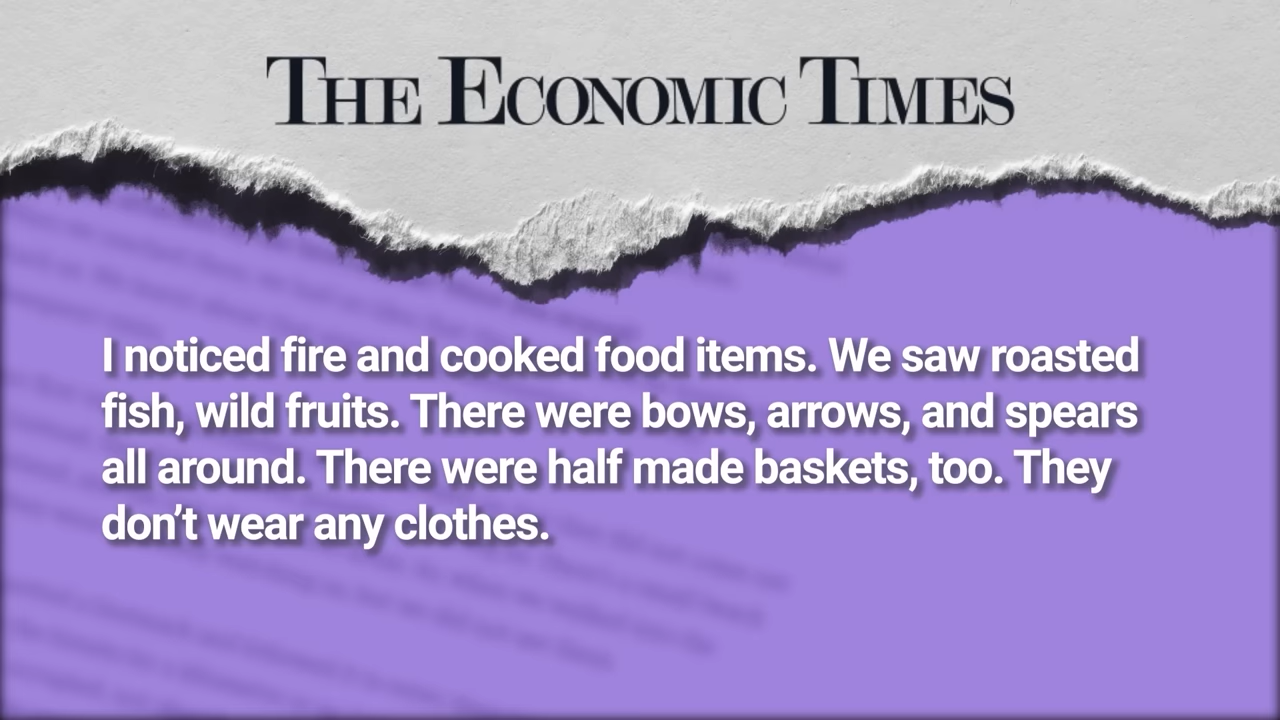 THE ECONOMIC TIMES
I noticed fire and cooked food items. We saw roasted
fish, wild fruits. There were bows, arrows, and spears
all around. There were half made baskets, too. They
don't wear any clothes.